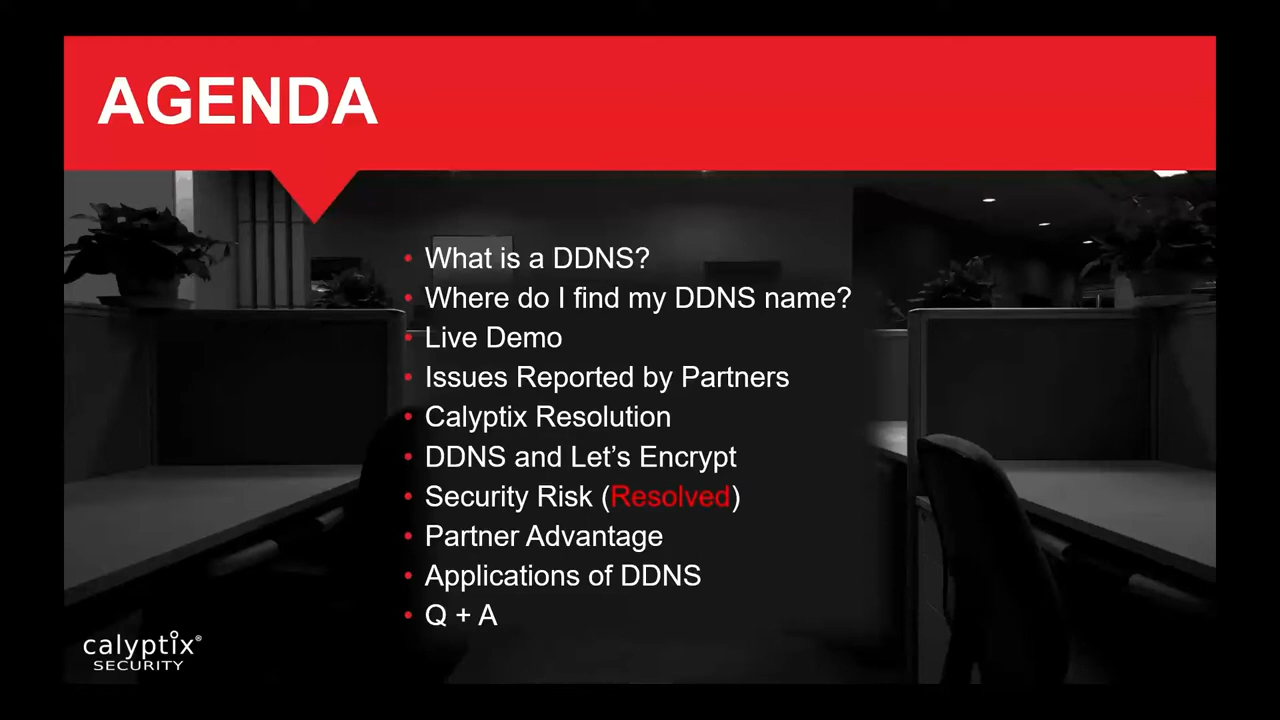 AGENDA
• What is a DDNS?
• Where do I find my DDNS name?
• Live Demo
• Issues Reported by Partners
• Calyptix Resolution
• DDNS and Let’s Encrypt
• Security Risk (Resolved)
• Partner Advantage
• Applications of DDNS
• Q + A
calyptix®
SECURITY